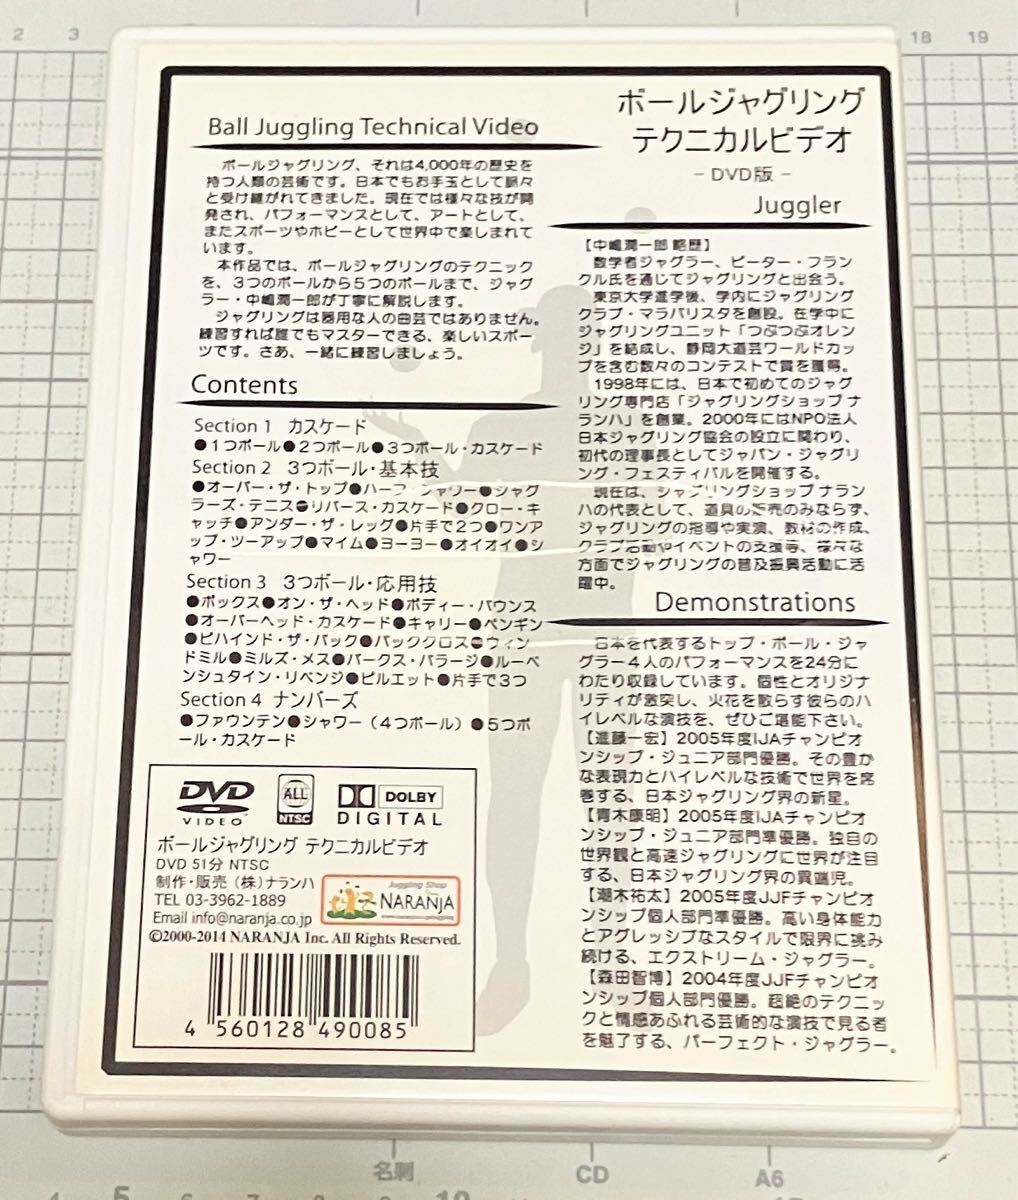 2
3
18
19
Ball Juggling Technical Video
ボールジャグリング、それは4,000年の歴史を
持つ人類の芸術です。日本でもお手玉として脈々
と受け継がれてきました。現在では様々な技が開
発され、パフォーマンスとして、アートとして、
またスポーツやホビーとして世界中で楽しまれて
います。
本作品では、ボールジャグリングのテクニック
を、3つのボールから5つのボールまで、ジャグ
ラー・中嶋潤一郎が丁寧に解説します。
ジャグリングは器用な人の曲芸ではありません。
練習すれば誰でもマスターできる、楽しいスポー
ツです。さあ、一緒に練習しましょう。
Contents
Section 1 カスケード
●1つボール●2つボール●3つボール・カスケード
Section 2 3つボール・基本技
●オーバー・ザ・トップ●ハーフ・シャワー●ジャグ
ラーズ・テニス●リバース・カスケード●クロー・キ
ャッチ●アンダー・ザ・レッグ●片手で2つ●ワンア
ップ・ツーアップ●マイム●ヨーヨー●オイオイ●シ
ャワー
Section 3 3つボール・応用技
●ボックス●オン・ザ・ヘッド●ボディー・バウンス
●オーバーヘッド・カスケード●キャリー●ペンギン
●ビハインド・ザ・バック●バッククロス●ウィン
ドミル●ミルズ・メス●バークス・バラージ●ルーベ
ンシュタイン・リベンジ●ピルエット●片手で3つ
Section 4 ナンバーズ
●ファウンテン●シャワー（4つボール）●5つボ
ール・カスケード
DVD
VIDEO
ALL
NTSC
DOLBY
DIGITAL
ボールジャグリング テクニカルビデオ
DVD 51分 NTSC
制作・販売（株）ナランハ
TEL 03-3962-1889
Email info@naranja.co.jp
Juggling Shop
NARANJA
©2000-2014 NARANJA Inc. All Rights Reserved.
4 560128 490085
ボールジャグリング
テクニカルビデオ
- DVD版 -
Juggler
【中嶋潤一郎 略歴】
数学者ジャグラー、ピーター・フラン
クル氏を通じてジャグリングと出会う。
東京大学進学後、学内にジャグリング
クラブ・マラバリスタを創設。在学中に
ジャグリングユニット「つぶつぶオレン
ジ」を結成し、静岡大道芸ワールドカッ
プを含む数々のコンテストで賞を獲得。
1998年には、日本で初めてのジャグ
リング専門店「ジャグリングショップ ナ
ランハ」を創業。2000年にはNPO法人
日本ジャグリング協会の設立に関わり、
初代の理事長としてジャパン・ジャグリ
ング・フェスティバルを開催する。
現在は、ジャグリングショップ ナラン
ハの代表として、道具の販売のみならず、
ジャグリングの指導や実演、教材の作成、
クラブ活動やイベントの支援等、様々な
方面でジャグリングの普及振興活動に活
躍中。
Demonstrations
日本を代表するトップ・ボール・ジャ
グラー4人のパフォーマンスを24分に
わたり収録しています。個性とオリジナ
リティが激突し、火花を散らす彼らのハ
イレベルな演技を、ぜひご堪能下さい。
【進藤一宏】2005年度IJAチャンピオ
ンシップ・ジュニア部門優勝。その豊か
な表現力とハイレベルな技術で世界を席
巻する、日本ジャグリング界の新星。
【青木康明】2005年度IJAチャンピオ
ンシップ・ジュニア部門準優勝。独自の
世界観と高速ジャグリングに世界が注目
する、日本ジャグリング界の異端児。
【潮木祐太】2005年度JJFチャンピオ
ンシップ個人部門準優勝。高い身体能力
とアグレッシブなスタイルで限界に挑み
続ける、エクストリーム・ジャグラー。
【森田智博】2004年度JJFチャンピオ
ンシップ個人部門優勝。超絶のテクニッ
クと情感あふれる芸術的な演技で見る者
を魅了する、パーフェクト・ジャグラー。
名刺
CD
A6
4
5
6
7
8
9
10